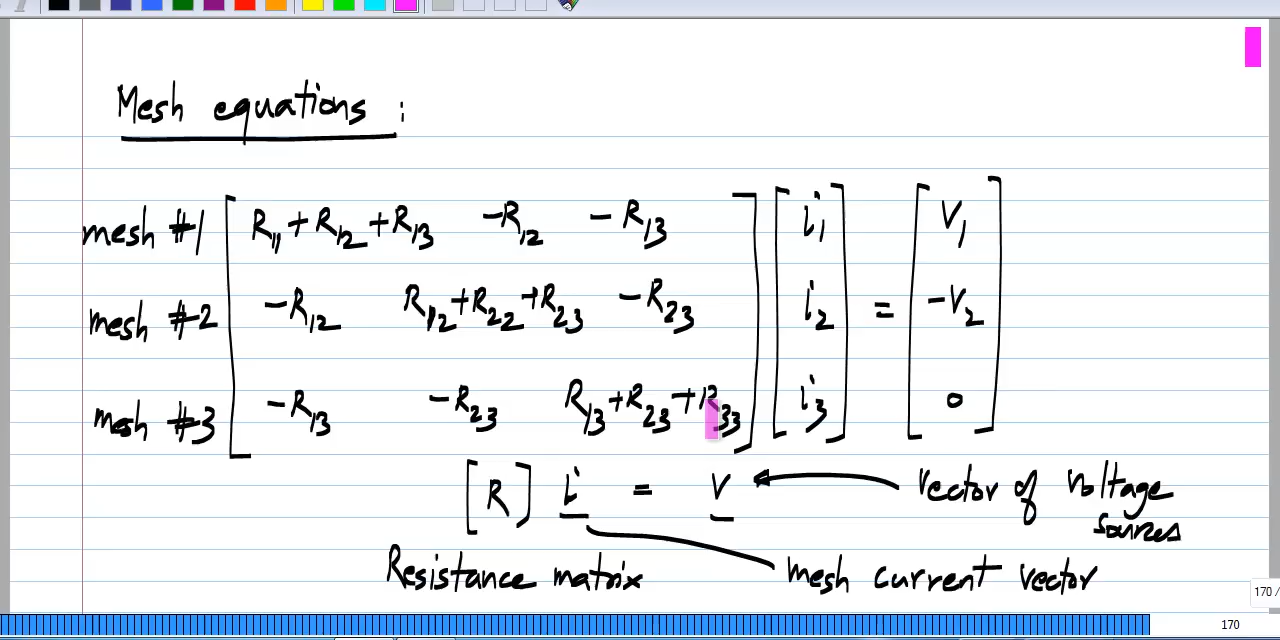 Mesh equations :
mesh #1 [ R11 + R12 + R13 -R12 - R13 ] [ i1 ] [ V1 ]
mesh #2 [ -R12 R12 + R22 + R23 - R23 ] [ i2 ] = [ -V2 ]
mesh #3 [ -R13 - R23 R13 + R23 + R33 ] [ i3 ] [ 0 ]
[ R ] i = V vector of voltage
sources
Resistance matrix mesh current vector
170 /
170